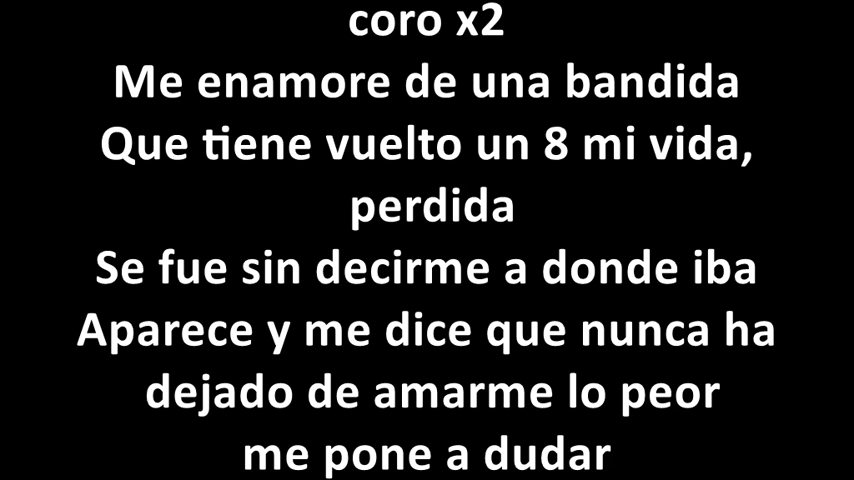 coro x2
Me enamore de una bandida
Que tiene vuelto un 8 mi vida,
perdida
Se fue sin decirme a donde iba
Aparece y me dice que nunca ha
dejado de amarme lo peor
me pone a dudar